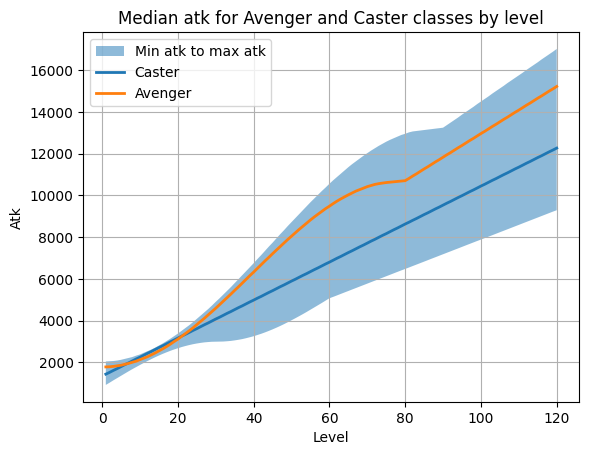 Median atk for Avenger and Caster classes by level
Min atk to max atk
Caster
Avenger
Atk
16000
14000
12000
10000
8000
6000
4000
2000
0 20 40 60 80 100 120
Level